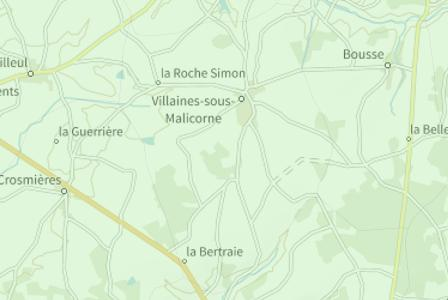 Bousse
illeul
la Roche Simon
ents
Villaines-sous-
Malicorne
la Guerrière
la Belle
Crosmières
la Bertraie